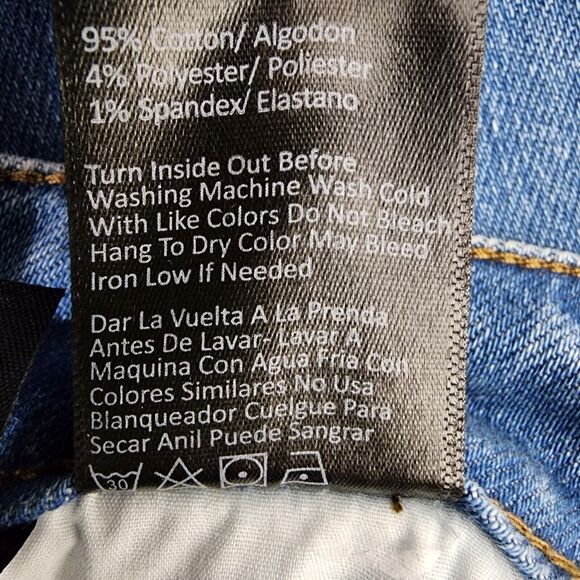 95% Cotton/ Algodon
4% Polyester/ Poliester
1% Spandex/ Elastano
Turn Inside Out Before
Washing Machine Wash Cold
With Like Colors Do Not Bleach
Hang To Dry Color May Bleed
Iron Low If Needed
Dar La Vuelta A La Prenda
Antes De Lavar- Lavar A
Maquina Con Agua Fria Con
Colores Similares No Usa
Blanqueador Cuelgue Para
Secar Anil Puede Sangrar
30